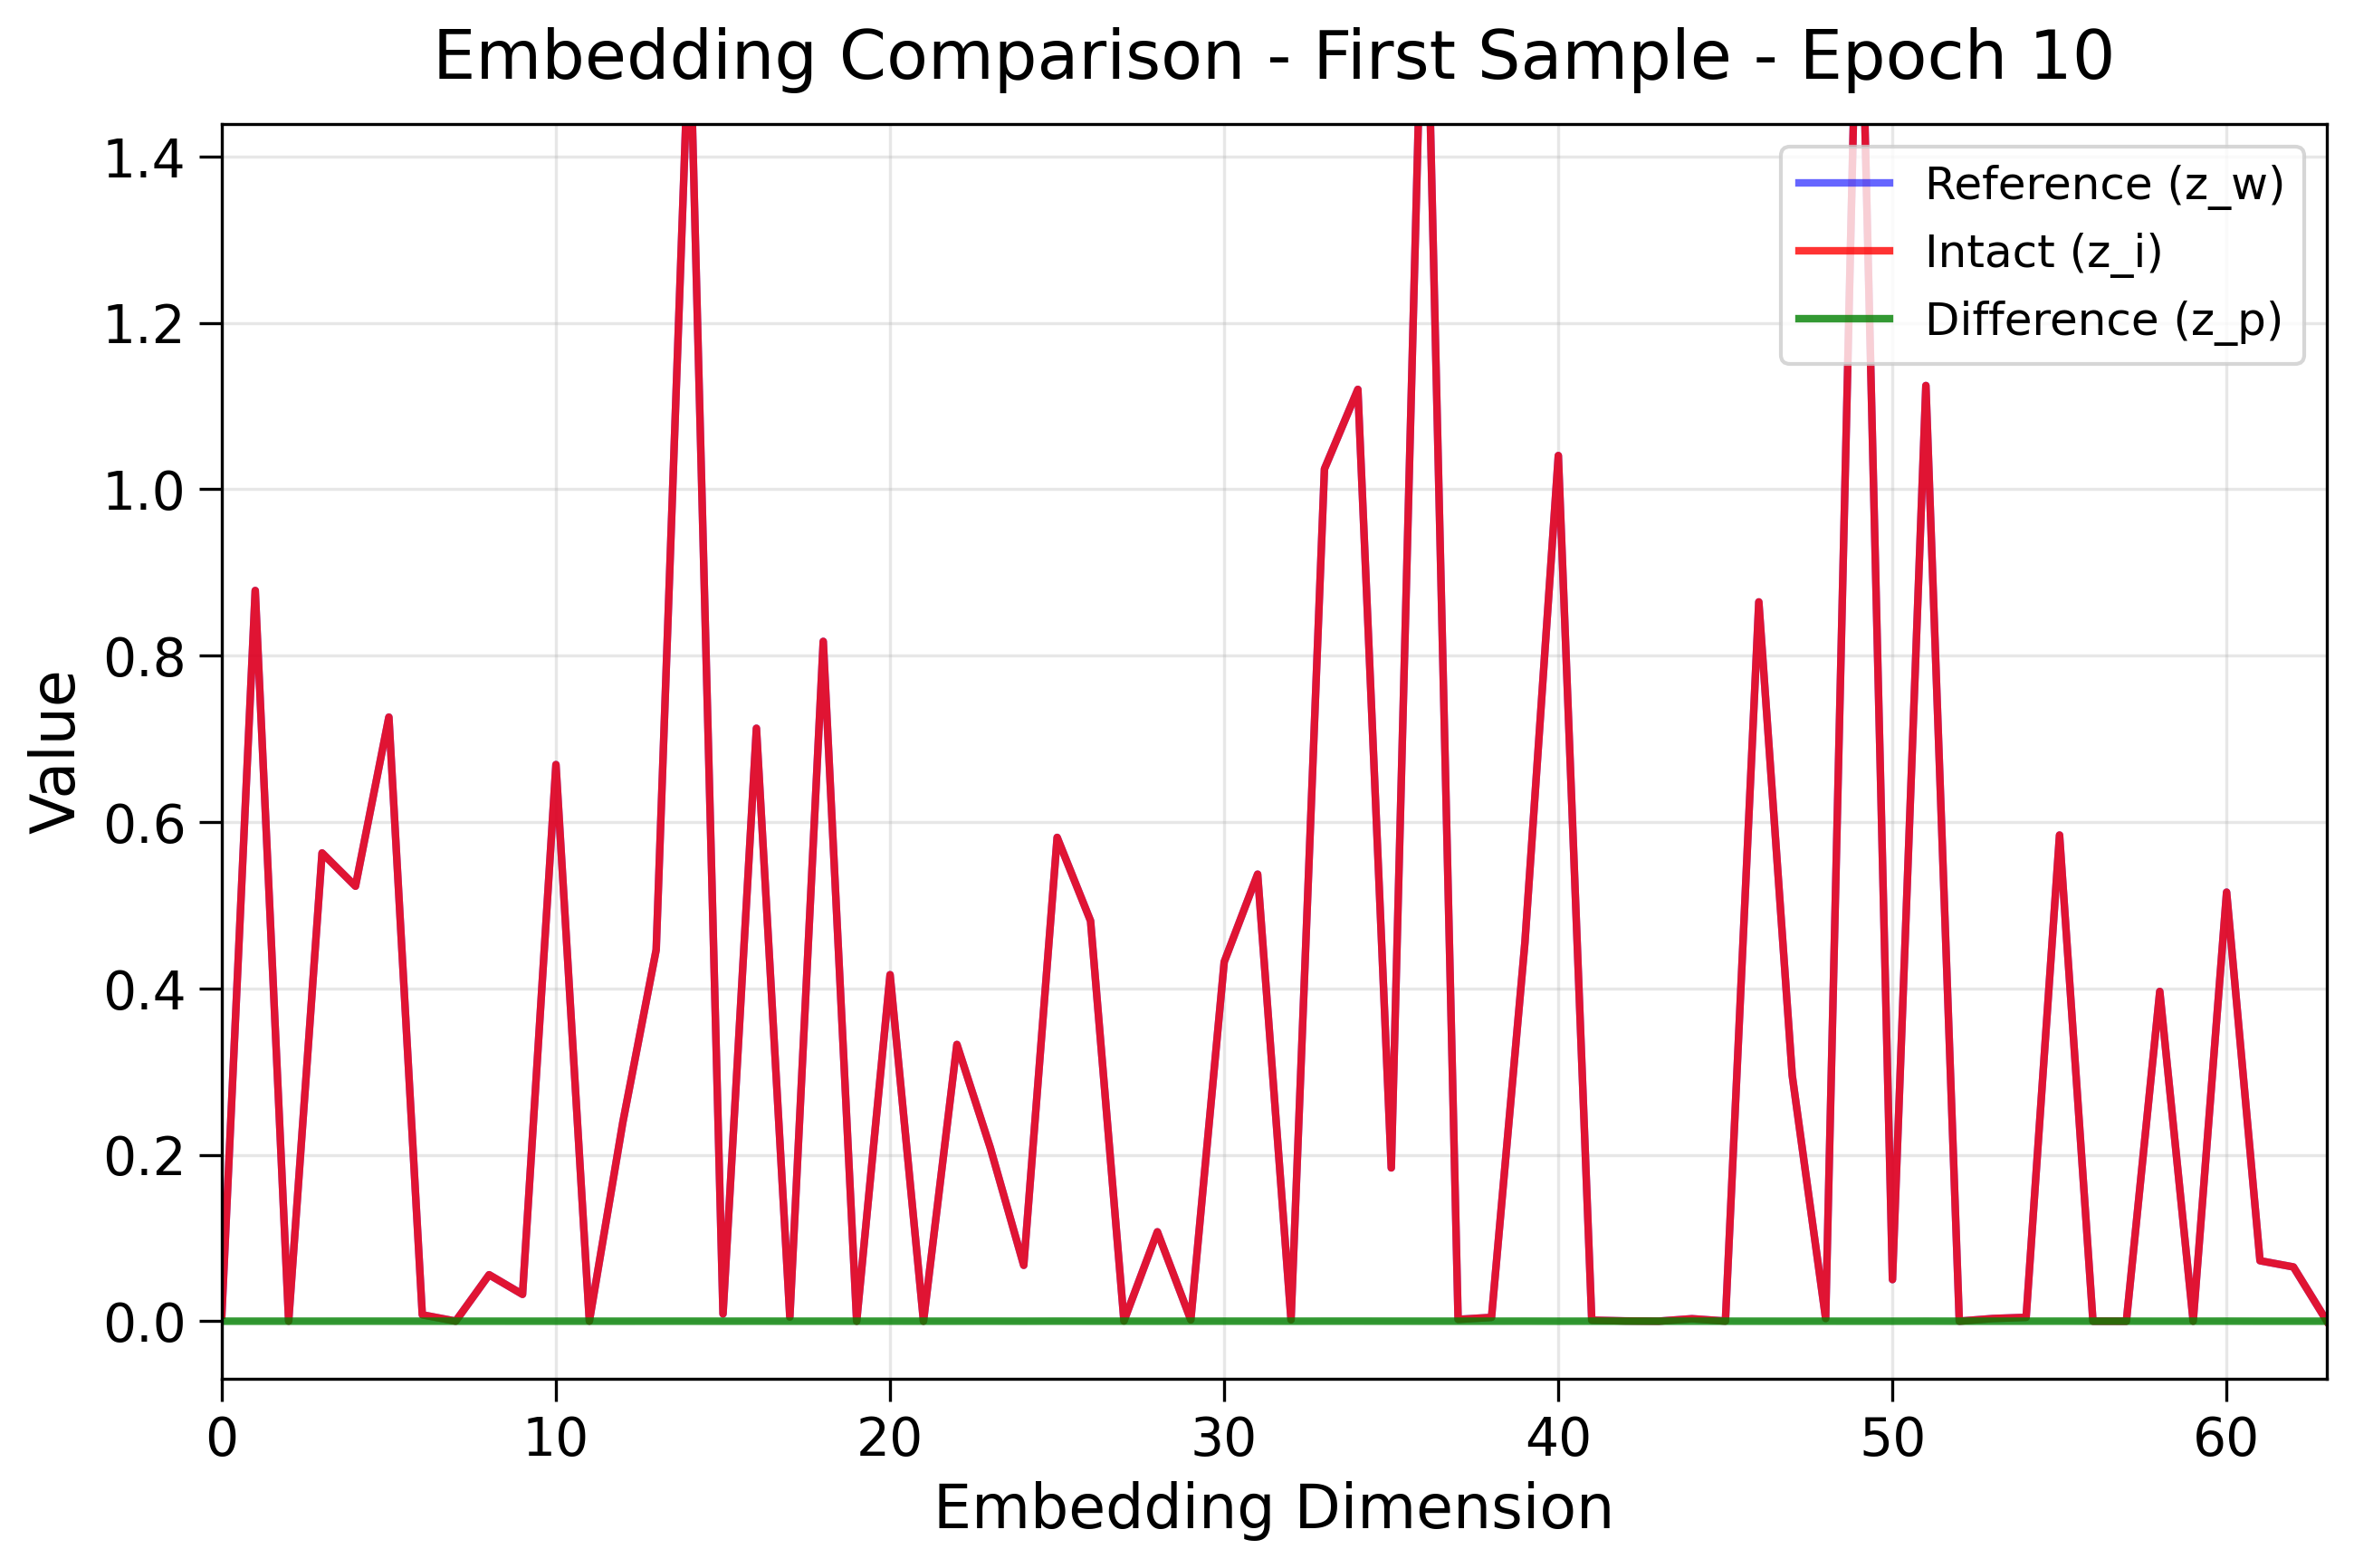 Embedding Comparison - First Sample - Epoch 10
1.4
1.2
1.0
0.8
0.6
0.4
0.2
0.0
Value
Reference (z_w)
Intact (z_i)
Difference (z_p)
0 10 20 30 40 50 60
Embedding Dimension